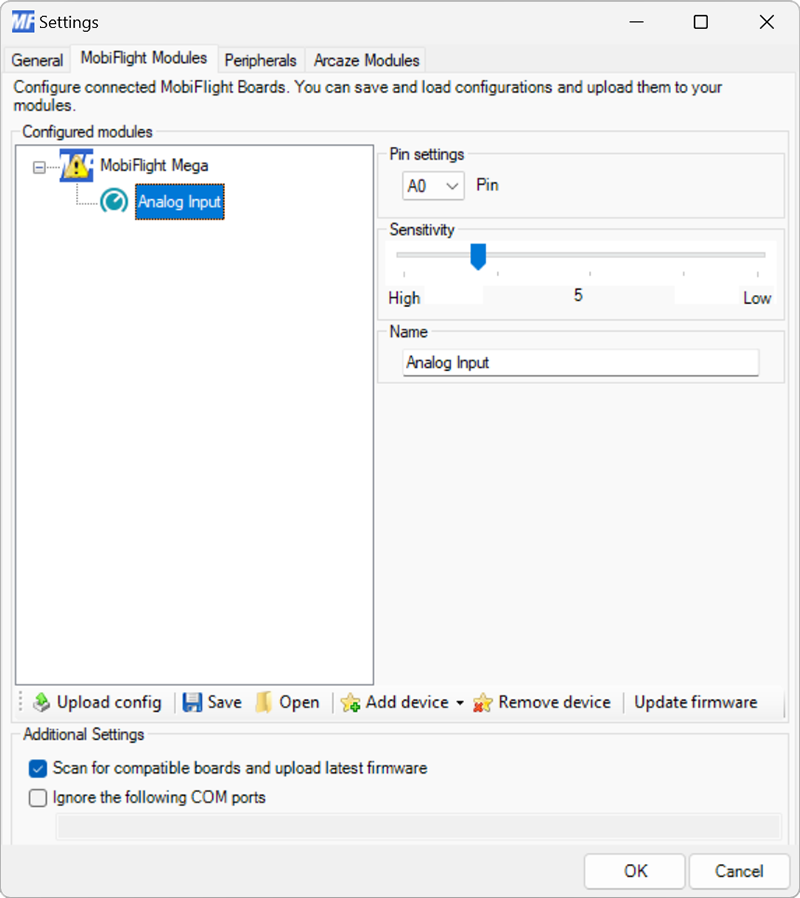 MF Settings
General
MobiFlight Modules
Peripherals
Arcaze Modules
Configure connected MobiFlight Boards. You can save and load configurations and upload them to your
modules.
Configured modules
MobiFlight Mega
Analog Input
Pin settings
A0
Pin
Sensitivity
High
5
Low
Name
Analog Input
Upload config
Save
Open
Add device
Remove device
Update firmware
Additional Settings
Scan for compatible boards and upload latest firmware
Ignore the following COM ports
OK
Cancel